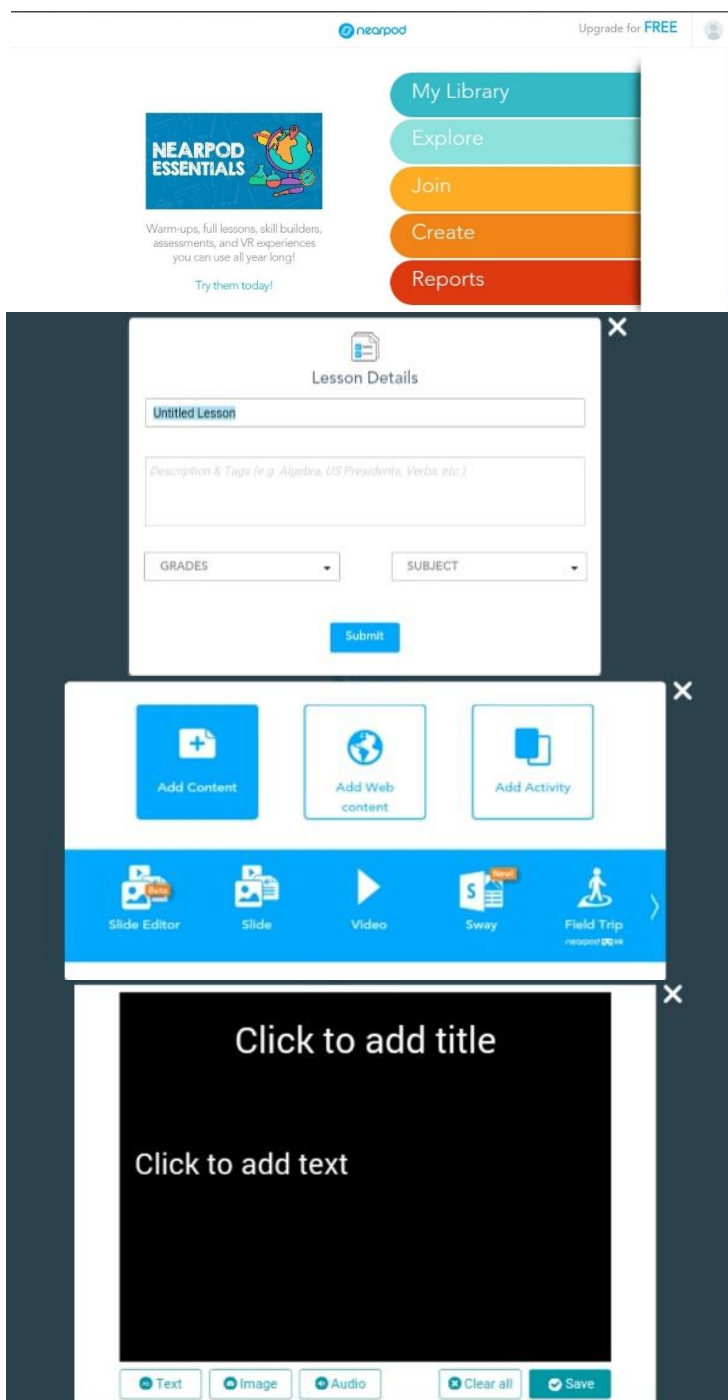 nearpod
Upgrade for FREE
NEARPOD
ESSENTIALS
Warm-ups, full lessons, skill builders,
assessments, and VR experiences
you can use all year long!
Try them today!
My Library
Explore
Join
Create
Reports
Lesson Details
Untitled Lesson
Description & Tags (e.g. Algebra, US Presidents, Verbs, etc.)
GRADES
SUBJECT
Submit
Add Content
Add Web
content
Add Activity
Beta
Slide Editor
Slide
Video
S
New!
Sway
Field Trip
nearpod VR
Click to add title
Click to add text
Text
Image
Audio
Clear all
Save